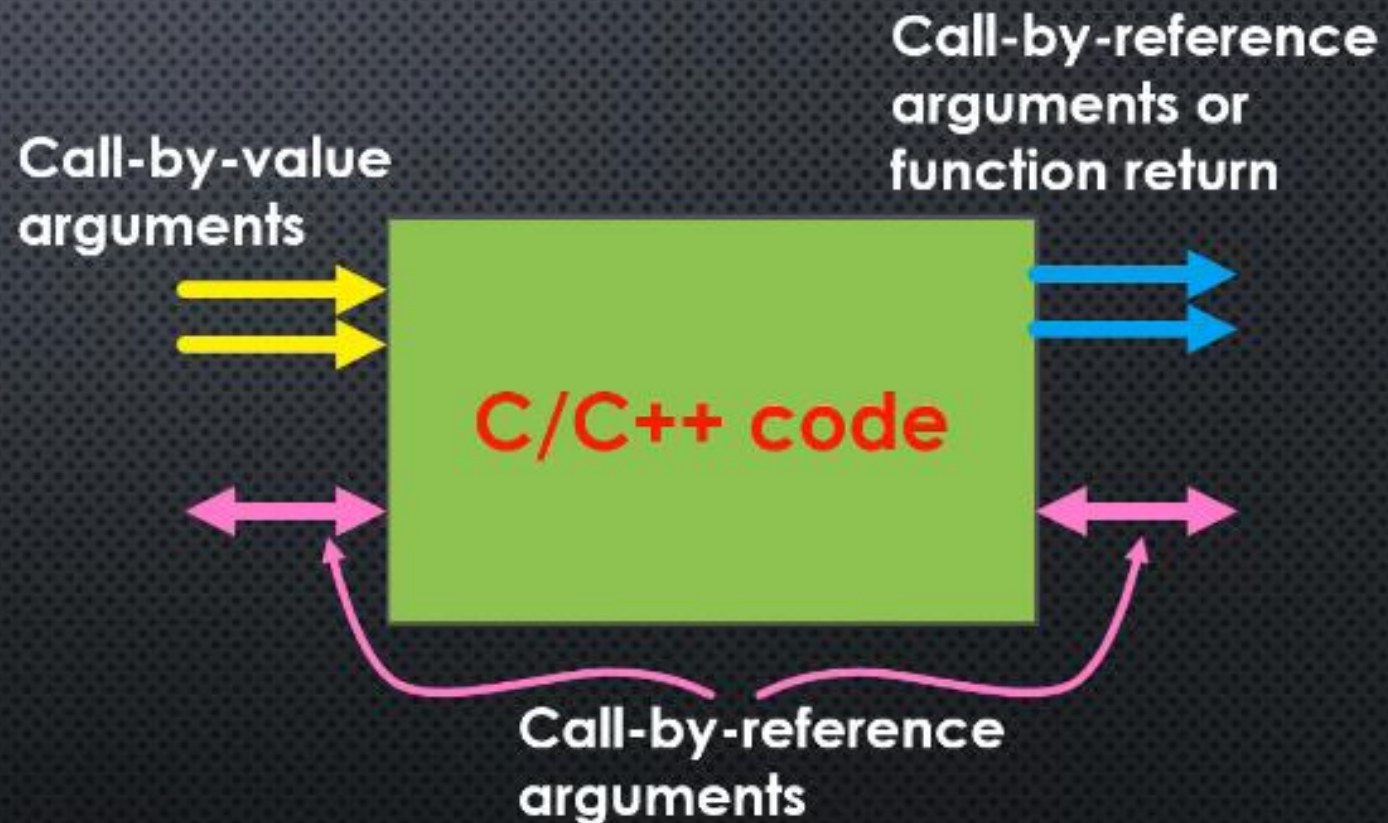 Call-by-value
arguments
Call-by-reference
arguments or
function return
C/C++ code
Call-by-reference
arguments